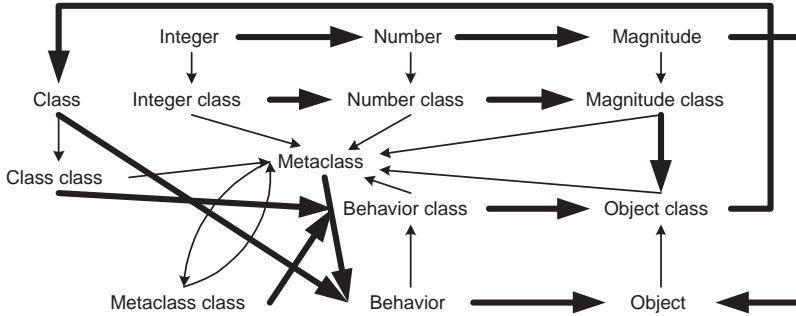 Integer
Number
Magnitude
Class
Integer class
Number class
Magnitude class
Metaclass
Class class
Behavior class
Object class
Metaclass class
Behavior
Object